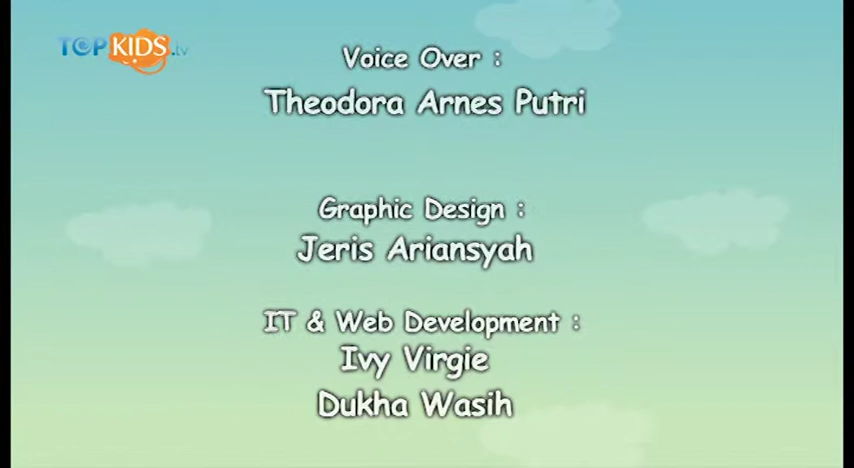 TOPKIDS.tv
Voice Over :
Theodora Arnes Putri
Graphic Design :
Jeris Ariansyah
IT & Web Development :
Ivy Virgie
Dukha Wasih